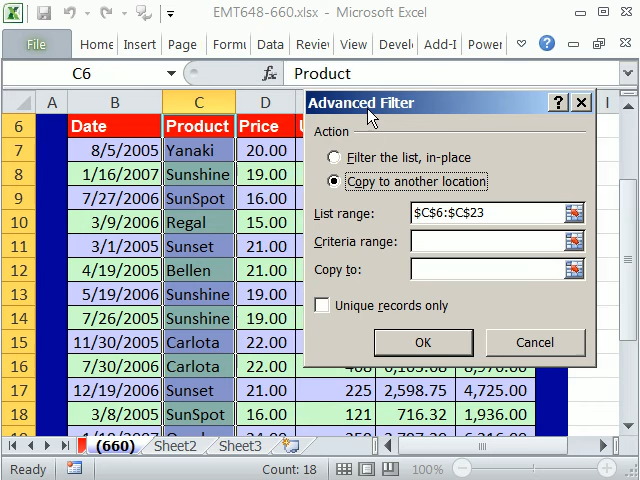 EMT648-660.xlsx - Microsoft Excel
File Home Insert Page Formu Data Revie View Devel Add-I Power
C6 fx Product
A B C D I
6 Date Product Price
7 8/5/2005 Yanaki 20.00
8 1/16/2007 Sunshine 19.00
9 7/27/2006 SunSpot 16.00
10 3/9/2006 Regal 15.00
11 3/1/2005 Sunset 21.00
12 4/19/2005 Bellen 21.00
13 5/19/2006 Sunshine 19.00
14 7/26/2005 Sunshine 19.00
15 11/30/2005 Carlota 22.00
16 7/30/2006 Carlota 22.00
17 12/19/2006 Sunset 21.00 225 2,598.75 4,725.00
18 3/8/2005 SunSpot 16.00 121 716.32 1,936.00
Advanced Filter ?
Action
Filter the list, in-place
Copy to another location
List range: $C$6:$C$23
Criteria range:
Copy to:
Unique records only
OK Cancel
(660) Sheet2 Sheet3
Ready Count: 18 100%